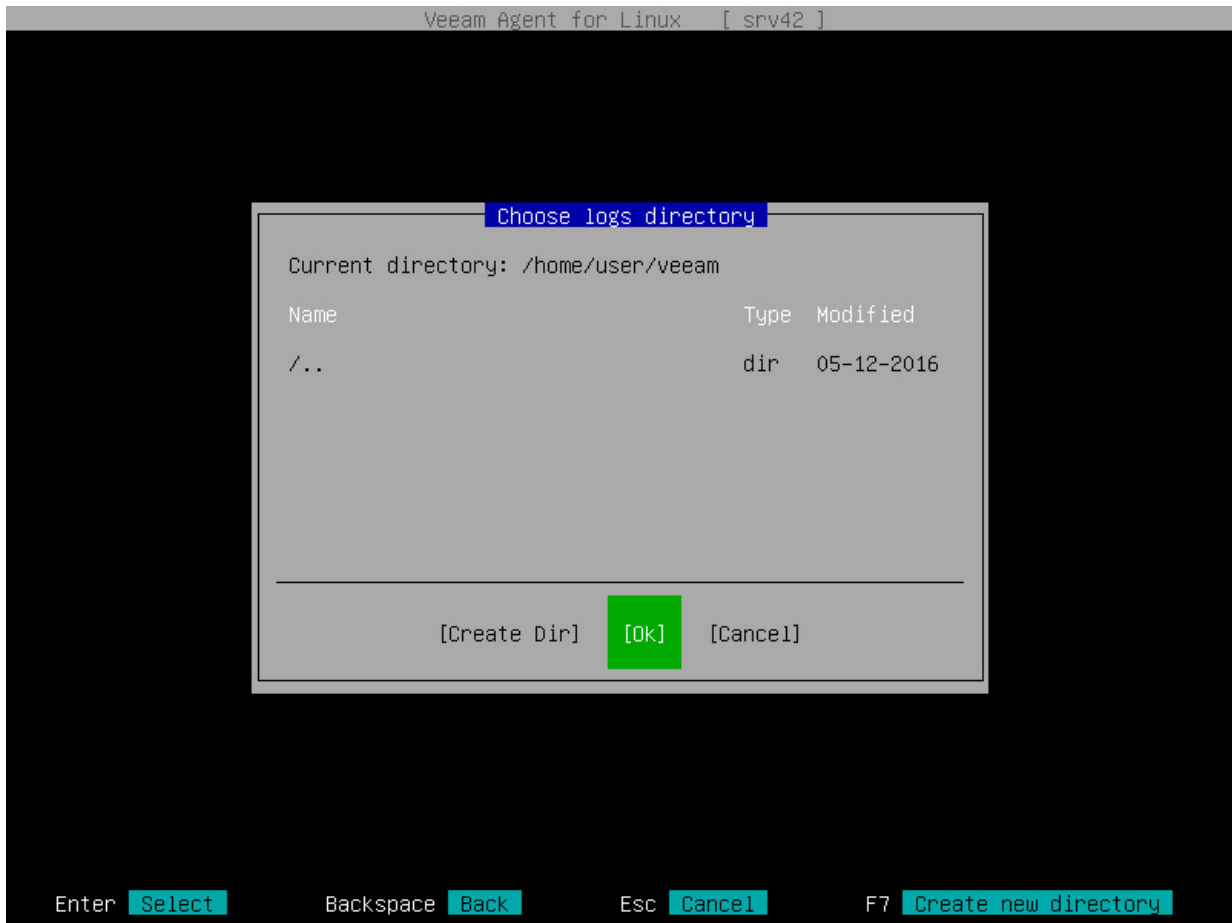 Veeam Agent for Linux [ srv42 ]
Choose logs directory
Current directory: /home/user/veeam
Name Type Modified
/.. dir 05-12-2016
[Create Dir] [Ok] [Cancel]
Enter Select Backspace Back Esc Cancel F7 Create new directory